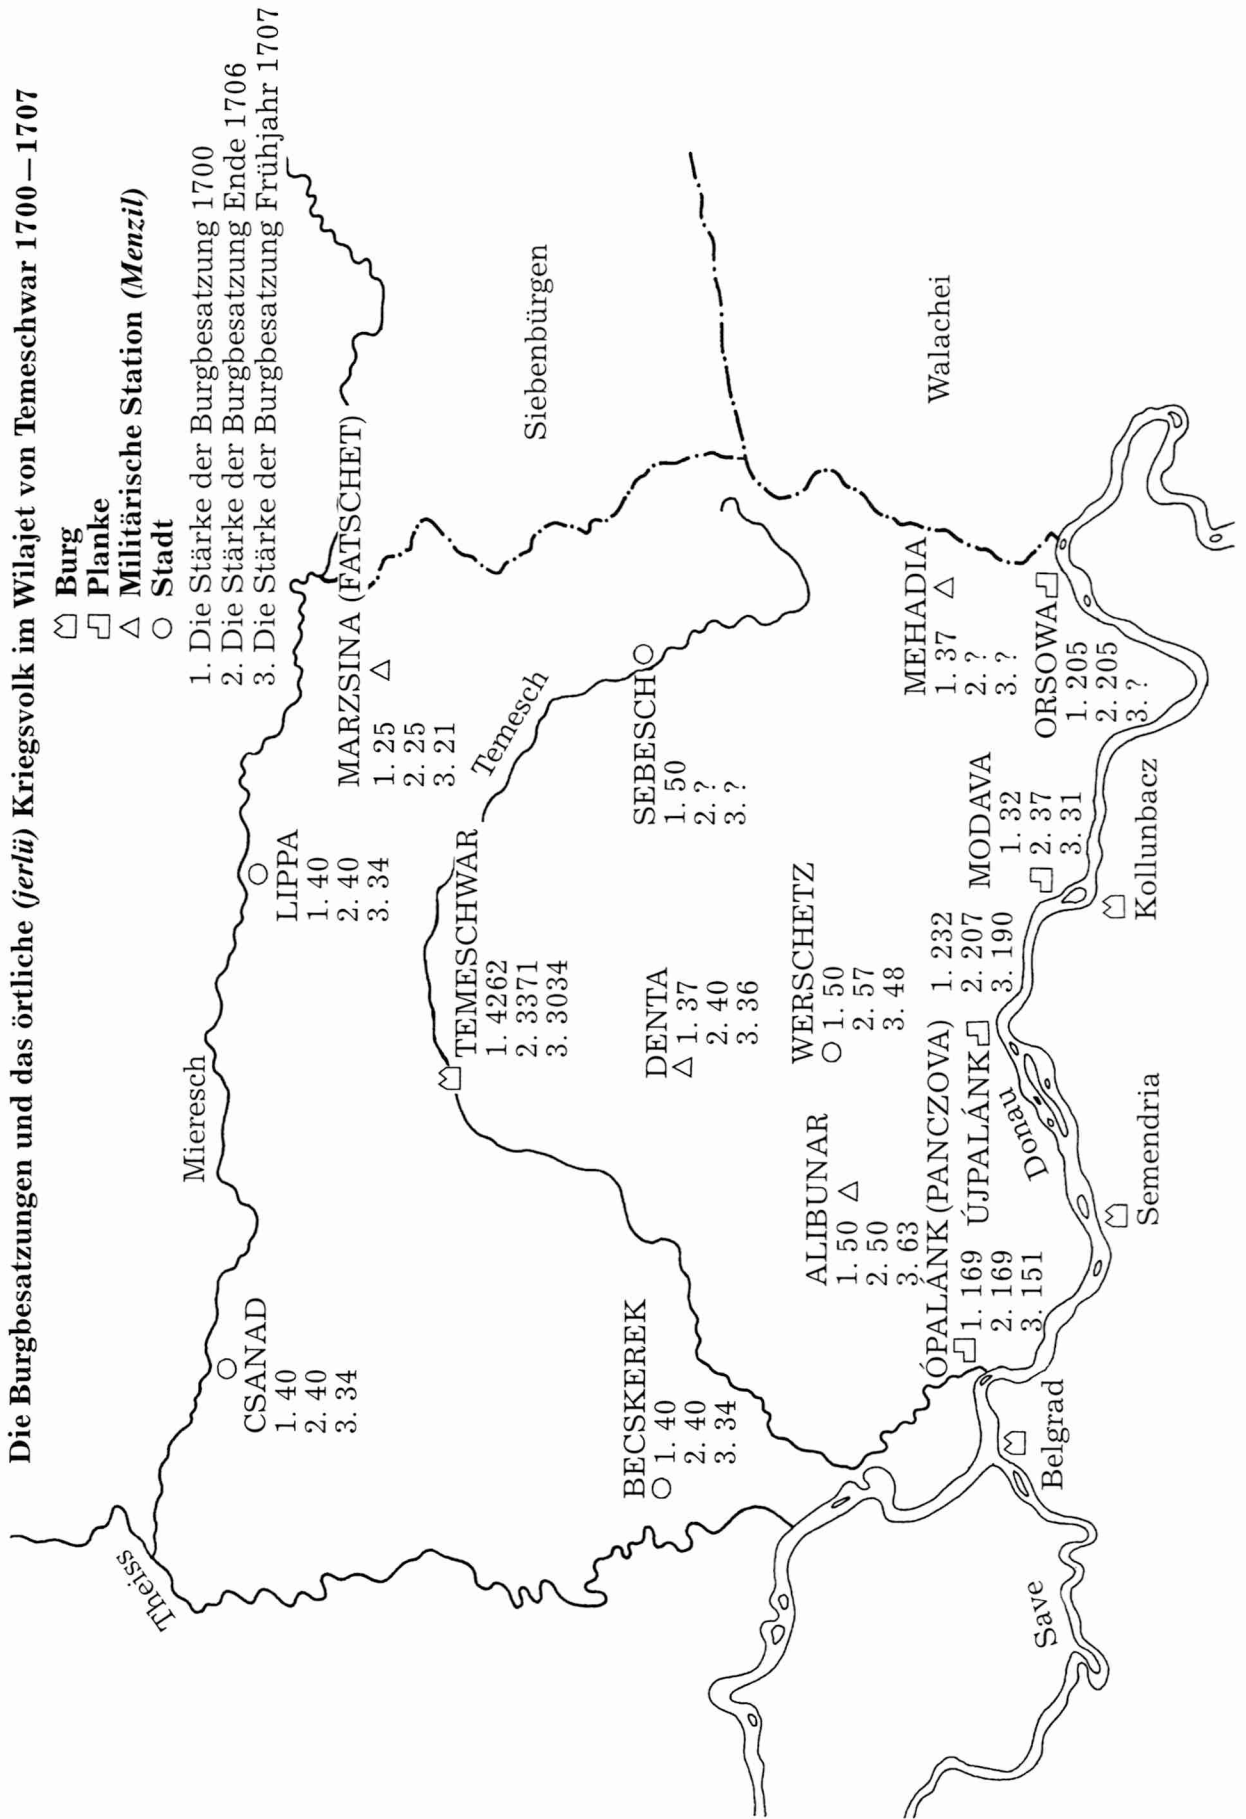 Die Burgbesatzungen und das örtliche (jerlü) Kriegsvolk im Wilajet von Temeschwar 1700—1707
Burg
Planke
Militärische Station (Menzil)
Stadt
1. Die Stärke der Burgbesatzung 1700
2. Die Stärke der Burgbesatzung Ende 1706
3. Die Stärke der Burgbesatzung Frühjahr 1707
Theiss
Mieresch
CSANAD
1. 40
2. 40
3. 34
LIPPA
1. 40
2. 40
3. 34
MARZSINA (FATSCHET)
1. 25
2. 25
3. 21
TEMESCHWAR
1. 4262
2. 3371
3. 3034
Temesch
Siebenbürgen
BECSKEREK
1. 40
2. 40
3. 34
DENTA
1. 37
2. 40
3. 36
SEBESCH
1. 50
2. ?
3. ?
ALIBUNAR
1. 50
2. 50
3. 63
WERSCHETZ
1. 50
2. 57
3. 48
MEHADIA
1. 37
2. ?
3. ?
Walachei
ÓPALÁNK (PANCZOVA)
1. 169
2. 169
3. 151
ÚJPALÁNK
1. 232
2. 207
3. 190
MODAVA
1. 32
2. 37
3. 31
ORSOWA
1. 205
2. 205
3. ?
Donau
Save
Belgrad
Semendria
Kollunbacz